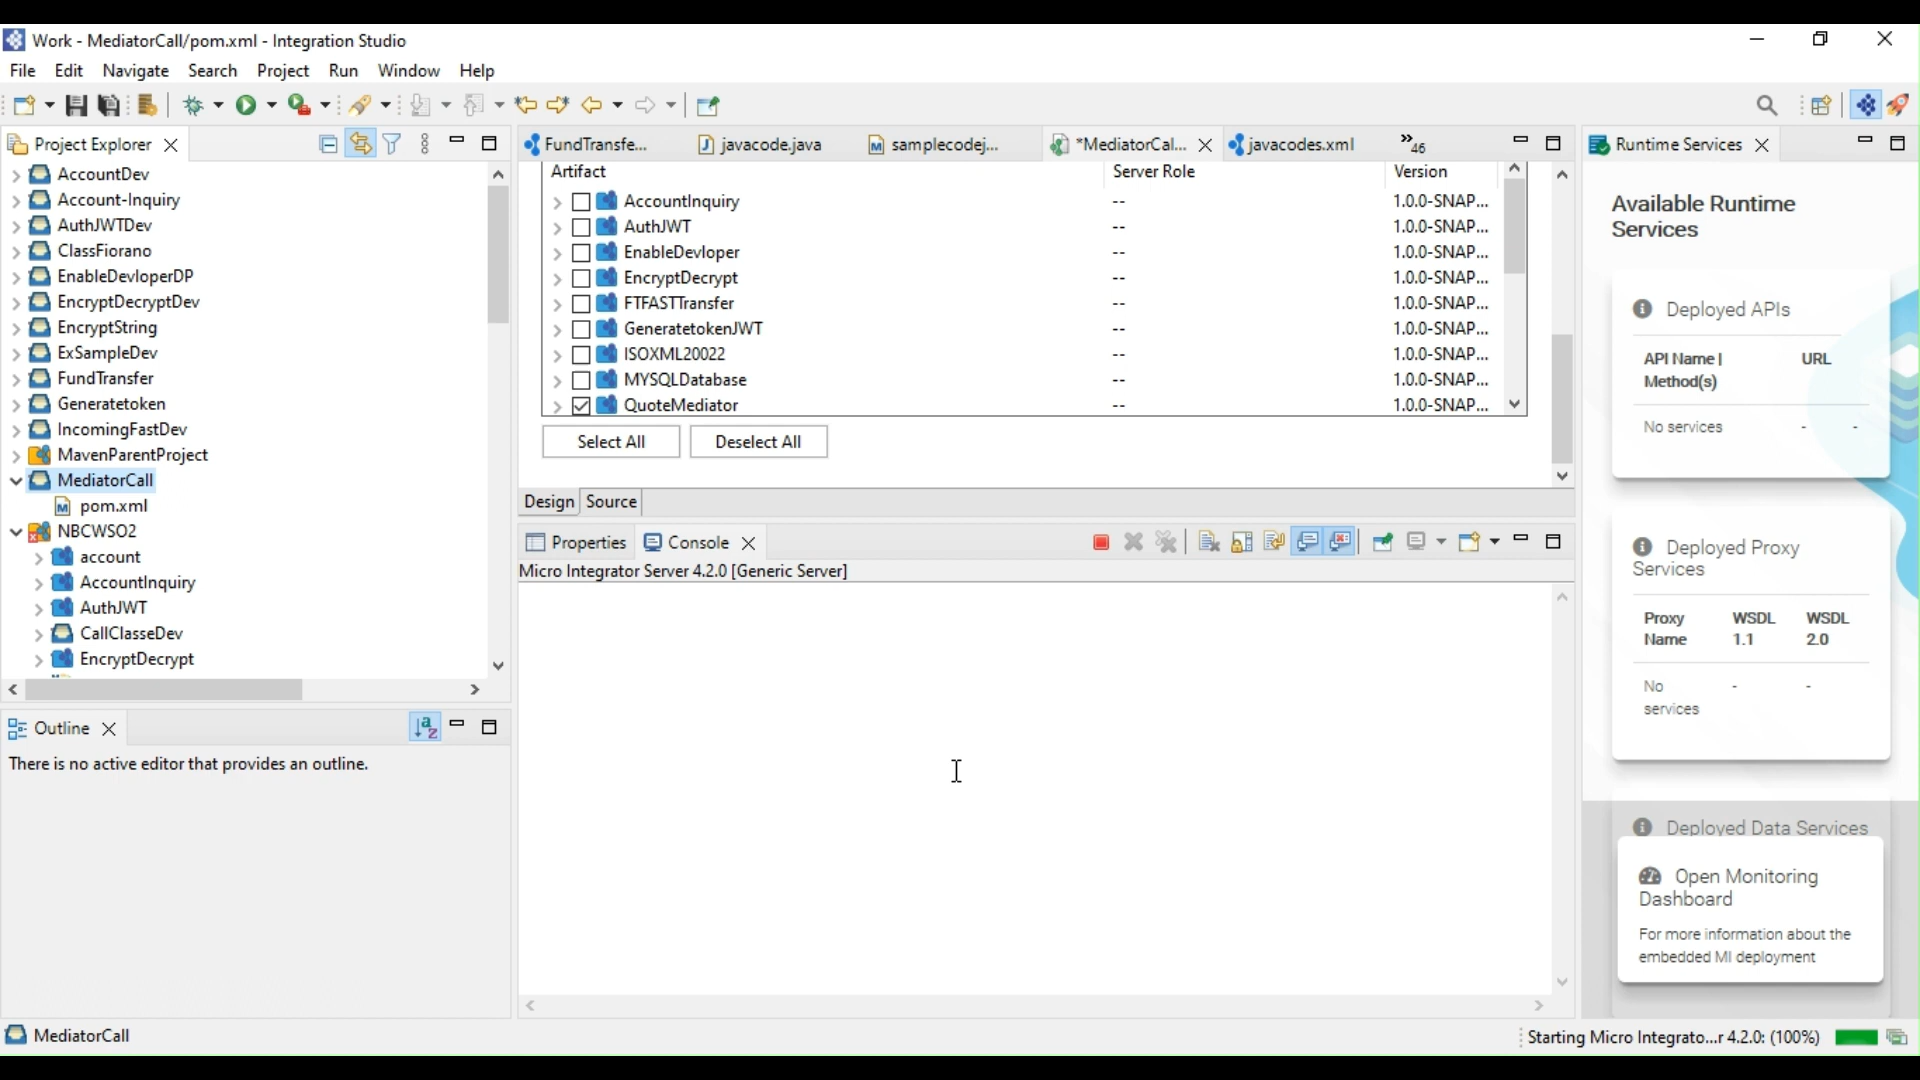 Work - MediatorCall/pom.xml - Integration Studio
File Edit Navigate Search Project Run Window Help
Project Explorer
AccountDev
Account-Inquiry
AuthJWTDev
ClassFiorano
EnableDevloperDP
EncryptDecryptDev
EncryptString
ExSampleDev
FundTransfer
Generatetoken
IncomingFastDev
MavenParentProject
MediatorCall
pom.xml
NBCWSO2
account
AccountInquiry
AuthJWT
CallClasseDev
EncryptDecrypt
Outline
There is no active editor that provides an outline.
FundTransfe... javacode.java samplecodej... *MediatorCal... javacodes.xml »46
Artifact Server Role Version
AccountInquiry -- 1.0.0-SNAP...
AuthJWT -- 1.0.0-SNAP...
EnableDevloper -- 1.0.0-SNAP...
EncryptDecrypt -- 1.0.0-SNAP...
FTFASTTransfer -- 1.0.0-SNAP...
GeneratetokenJWT -- 1.0.0-SNAP...
ISOXML20022 -- 1.0.0-SNAP...
MYSQLDatabase -- 1.0.0-SNAP...
QuoteMediator -- 1.0.0-SNAP...
Select All Deselect All
Design Source
Properties Console
Micro Integrator Server 4.2.0 [Generic Server]
Runtime Services
Available Runtime
Services
Deployed APIs
API Name | URL
Method(s)
No services - -
Deployed Proxy
Services
Proxy WSDL WSDL
Name 1.1 2.0
No - -
services
Deployed Data Services
Open Monitoring
Dashboard
For more information about the
embedded MI deployment
MediatorCall
Starting Micro Integrato...r 4.2.0: (100%)